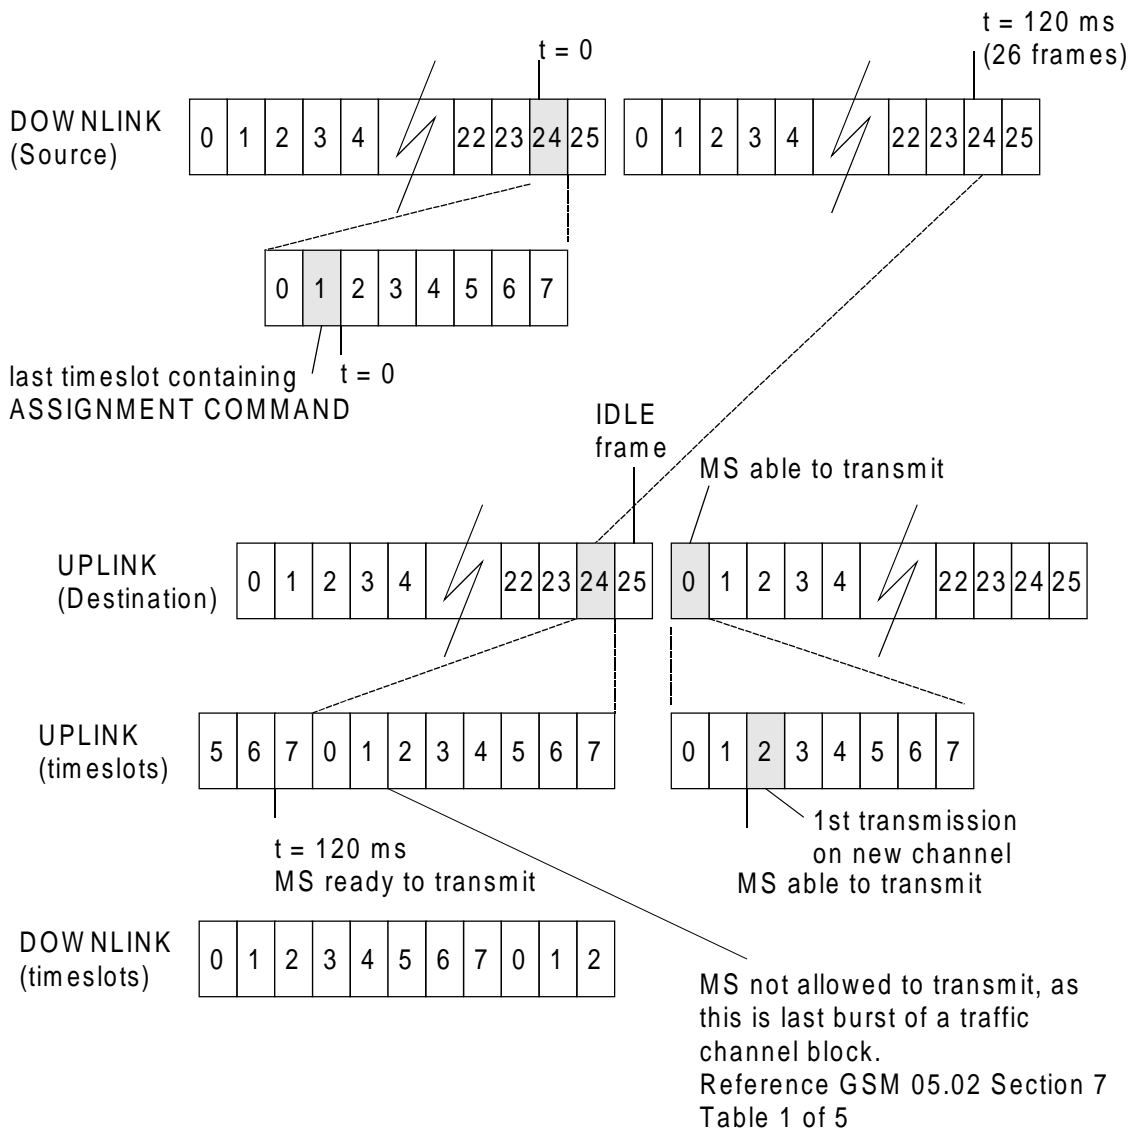 t = 120 ms
(26 frames)
t = 0
DOWNLINK
(Source)
0 1 2 3 4 22 23 24 25 0 1 2 3 4 22 23 24 25
0 1 2 3 4 5 6 7
last timeslot containing
ASSIGNMENT COMMAND
t = 0
IDLE
frame
MS able to transmit
UPLINK
(Destination)
0 1 2 3 4 22 23 24 25 0 1 2 3 4 22 23 24 25
UPLINK
(timeslots)
5 6 7 0 1 2 3 4 5 6 7 0 1 2 3 4 5 6 7
t = 120 ms
MS ready to transmit
1st transmission
on new channel
MS able to transmit
DOWNLINK
(timeslots)
0 1 2 3 4 5 6 7 0 1 2
MS not allowed to transmit, as
this is last burst of a traffic
channel block.
Reference GSM 05.02 Section 7
Table 1 of 5